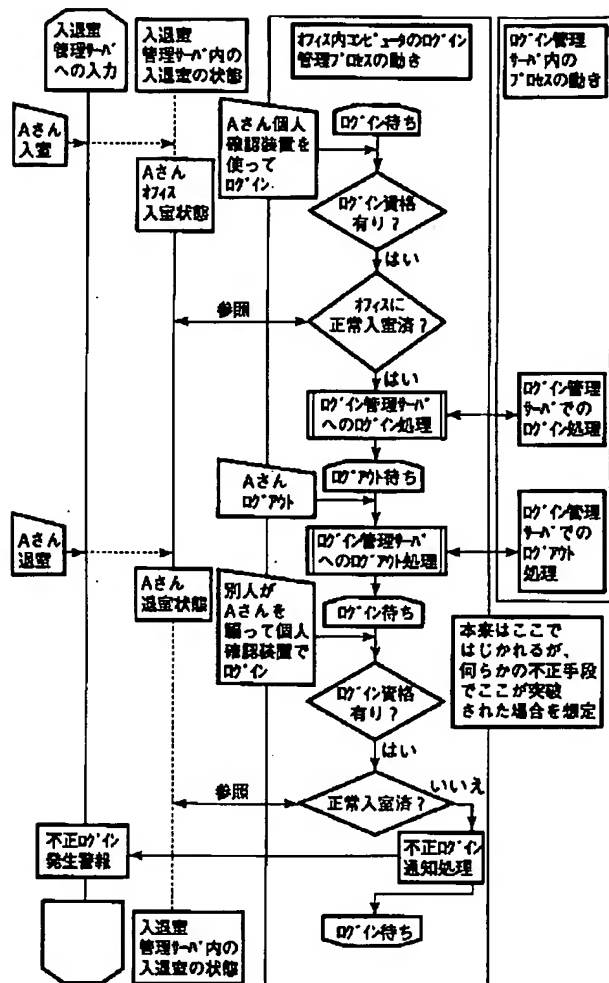 入退室
管理サーバ
への入力
入退室
管理サーバ内の
入退室の状態
オフィス内コンピュータのログイン
管理プロセスの動き
ログイン管理
サーバ内の
プロセスの動き
Aさん
入室
Aさん個人
確認装置を
使って
ログイン
ログイン待ち
Aさん
オフィス
入室状態
ログイン資格
有り?
はい
参照
オフィスに
正常入室済?
はい
ログイン管理サーバ
へのログイン処理
ログイン管理
サーバでの
ログイン処理
Aさん
ログアウト
ログアウト待ち
Aさん
退室
ログイン管理サーバ
へのログアウト処理
ログイン管理
サーバでの
ログアウト
処理
Aさん
退室状態
別人が
Aさんを
騙って個人
確認装置で
ログイン
ログイン待ち
本来はここで
はじかれるが、
何らかの不正手段
でここが突破
された場合を想定
ログイン資格
有り?
はい
参照
正常入室済?
いいえ
不正ログイン
発生警報
不正ログイン
通知処理
入退室
管理サーバ内の
入退室の状態
ログイン待ち